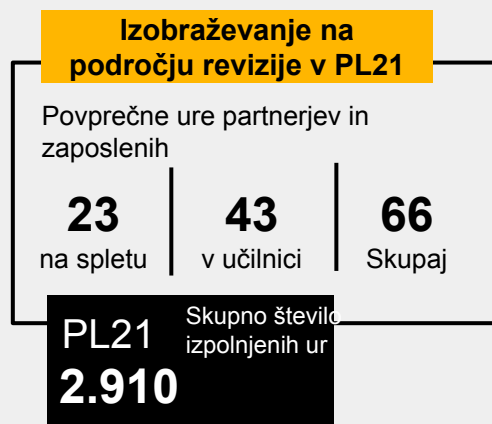 Izobraževanje na
področju revizije v PL21
Povprečne ure partnerjev in
zaposlenih
23
na spletu
43
v učilnici
66
Skupaj
PL21
2.910
Skupno število
izpolnjenih ur